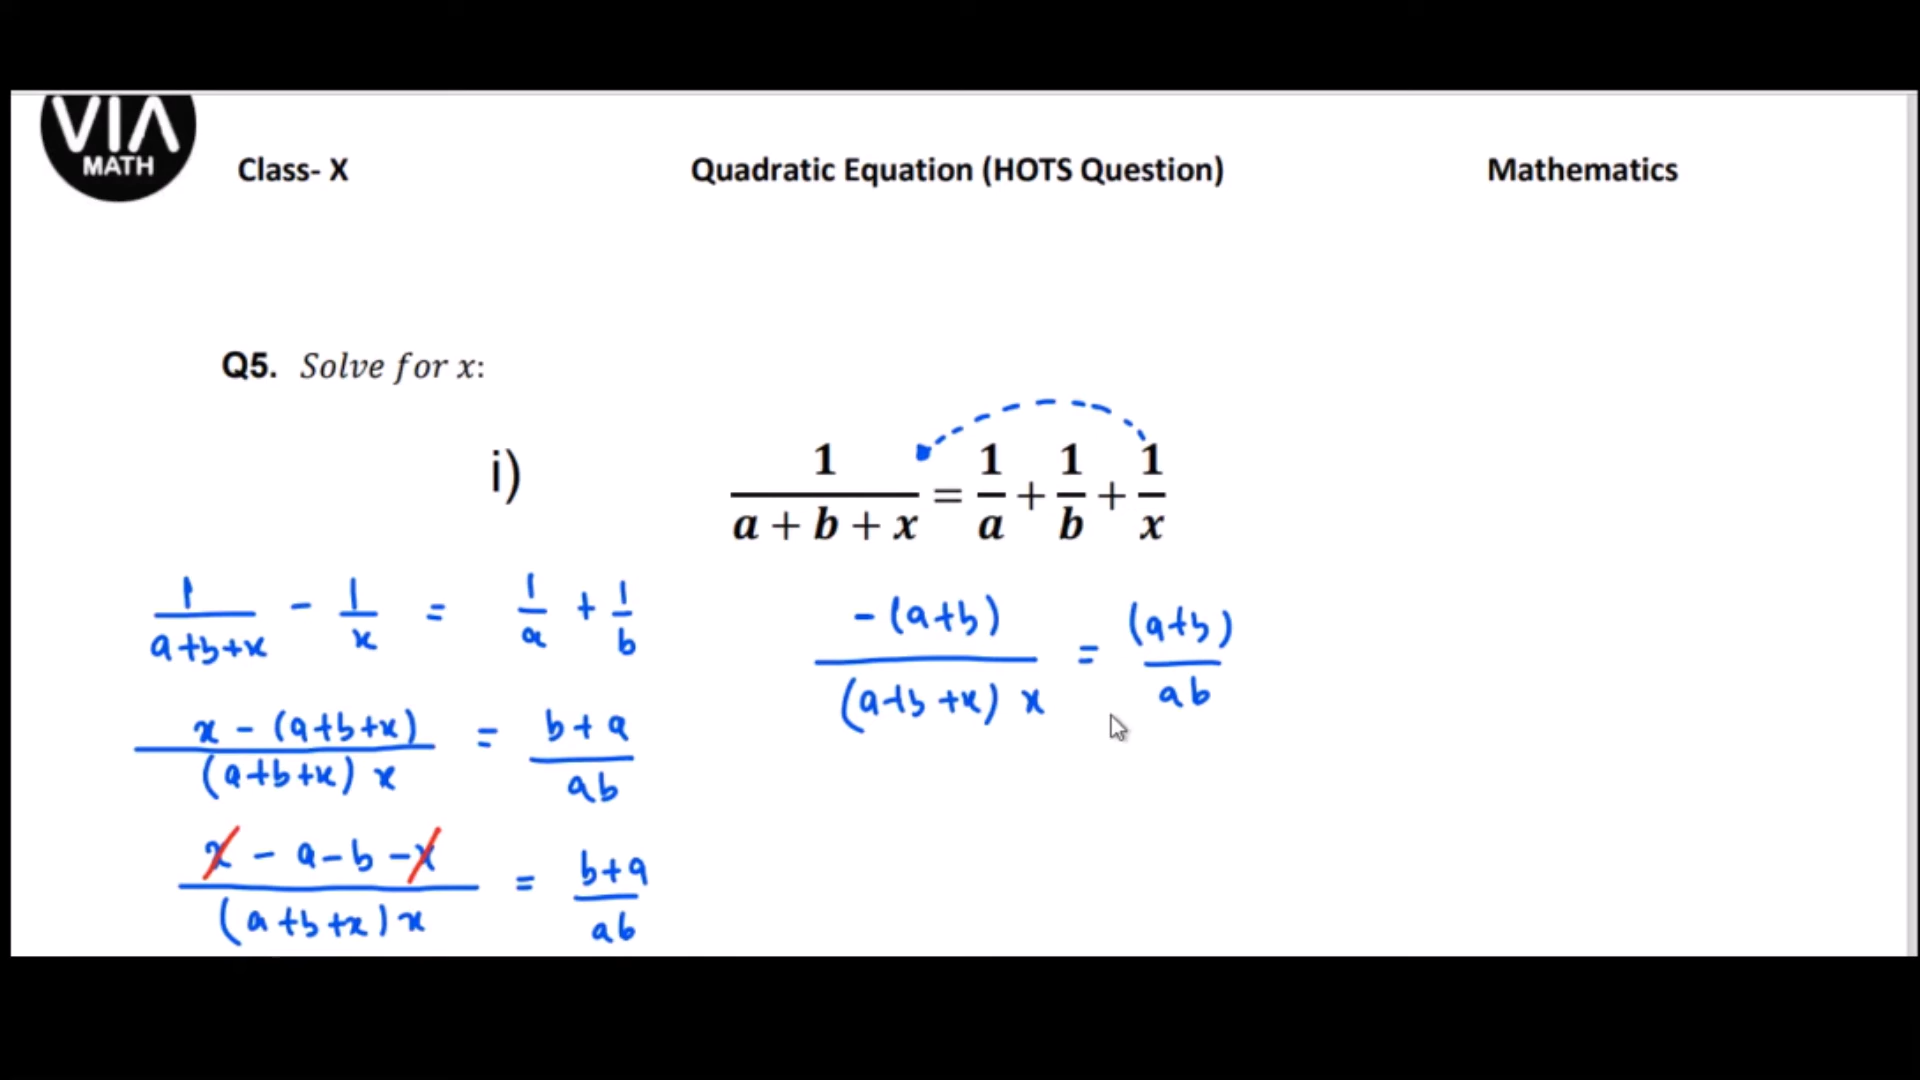 VIA
MATH
Class- X Quadratic Equation (HOTS Question) Mathematics
Q5. Solve for x:
i) 1/(a + b + x) = 1/a + 1/b + 1/x
1/(a+b+x) - 1/x = 1/a + 1/b
(x - (a+b+x))/((a+b+x) x) = (b+a)/(ab)
(x - a - b - x)/((a+b+x) x) = (b+a)/(ab)
(-(a+b))/((a+b+x) x) = (a+b)/(ab)